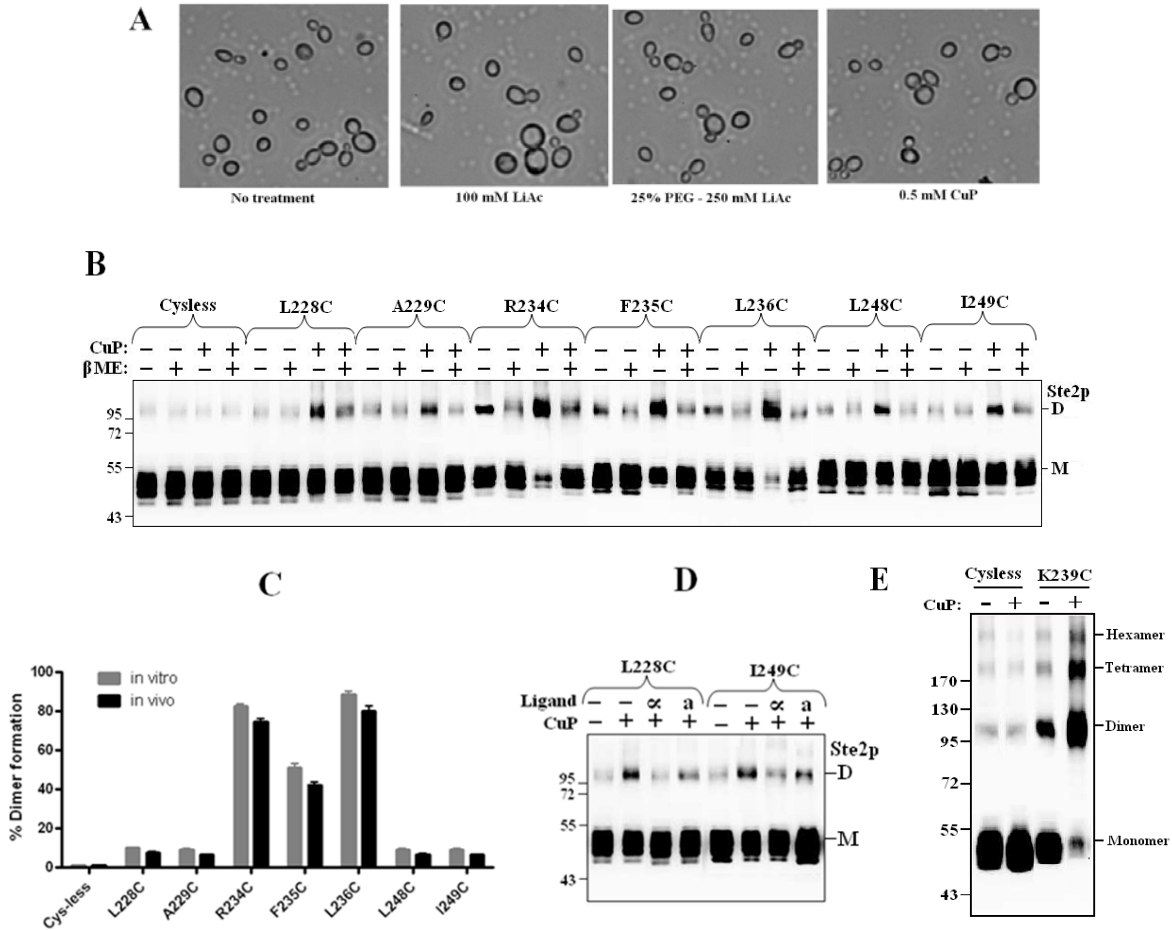 A
No treatment
100 mM LiAc
25% PEG - 250 mM LiAc
0.5 mM CuP
B
Cysless L228C A229C R234C F235C L236C L248C I249C
CuP: − − + + − − + + − − + + − − + + − − + + − − + + − − + + − − + +
βME: − + − + − + − + − + − + − + − + − + − + − + − + − + − + − + − +
Ste2p
95 D
72
55 M
43
C
% Dimer formation
100
80
60
40
20
0
in vitro
in vivo
Cys-less L228C A229C R234C F235C L236C L248C I249C
D
L228C I249C
Ligand − − α a − − α a
CuP − + + + − + + +
Ste2p
95 D
72
55 M
43
E
Cysless K239C
CuP: − + − +
Hexamer
Tetramer
170
130
Dimer
95
72
55
Monomer
43